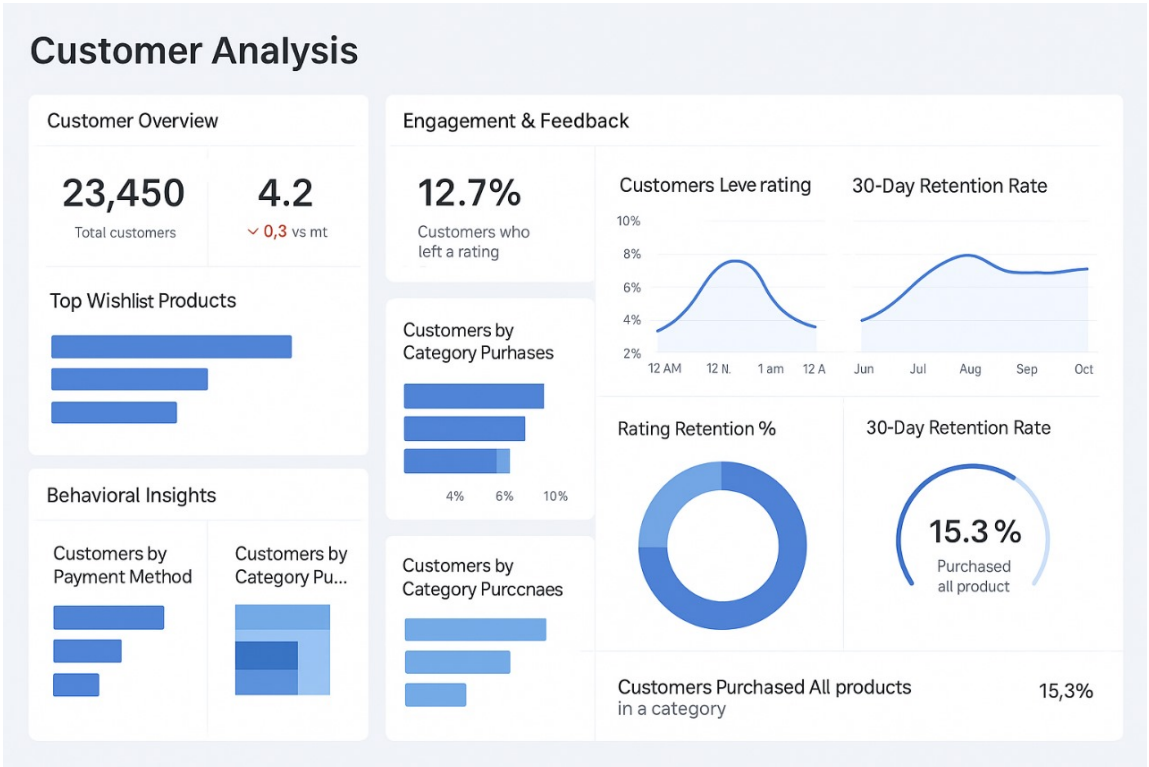 Customer Analysis
Customer Overview
23,450
Total customers
4.2
0,3 vs mt
Top Wishlist Products
Behavioral Insights
Customers by
Payment Method
Customers by
Category Pu...
Engagement & Feedback
12.7%
Customers who
left a rating
Customers by
Category Purhases
4% 6% 10%
Customers by
Category Purccnaes
Customers Leve rating
10%
8%
6%
4%
2%
12 AM 12 N. 1 am 12 A
30-Day Retention Rate
Jun Jul Aug Sep Oct
Rating Retention %
30-Day Retention Rate
15.3 %
Purchased
all product
Customers Purchased All products
in a category
15,3%